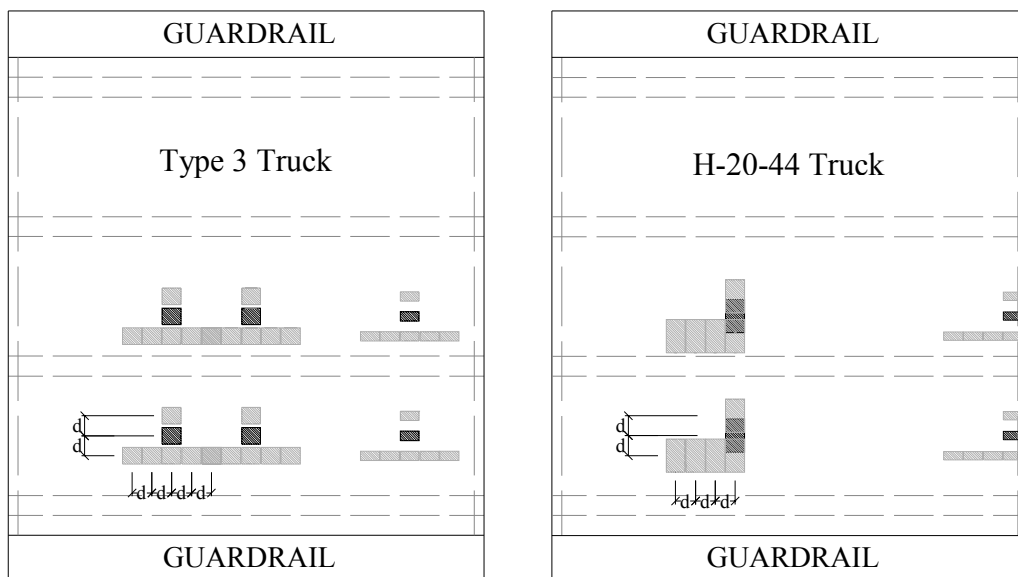 GUARDRAIL
GUARDRAIL
Type 3 Truck
H-20-44 Truck
d
d
d
d
d d d d
d d d
GUARDRAIL
GUARDRAIL